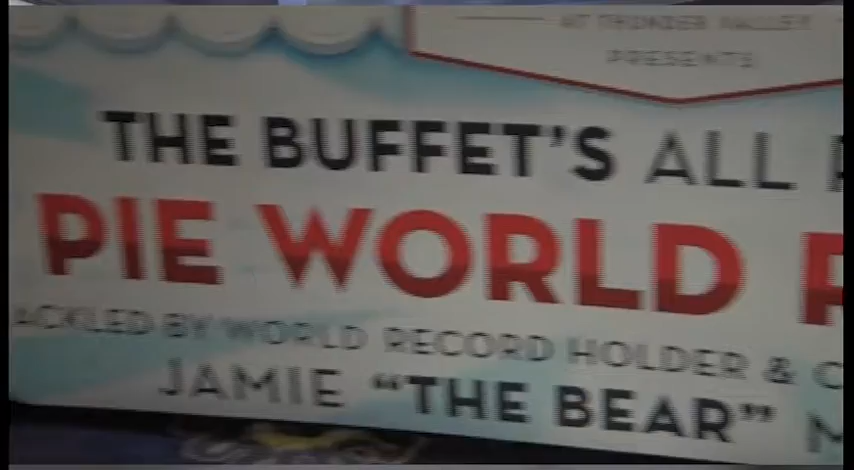 AT THUNDER VALLEY
PRESENTS
THE BUFFET'S ALL
PIE WORLD
ACKLED BY WORLD RECORD HOLDER & C
JAMIE "THE BEAR" M